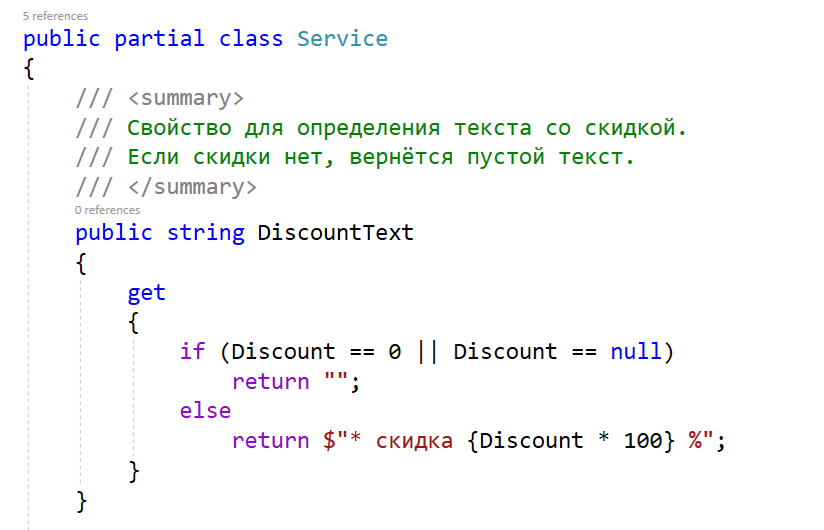 5 references
public partial class Service
{
/// <summary>
/// Свойство для определения текста со скидкой.
/// Если скидки нет, вернётся пустой текст.
/// </summary>
0 references
public string DiscountText
{
get
{
if (Discount == 0 || Discount == null)
return "";
else
return $"* скидка {Discount * 100} %";
}
}